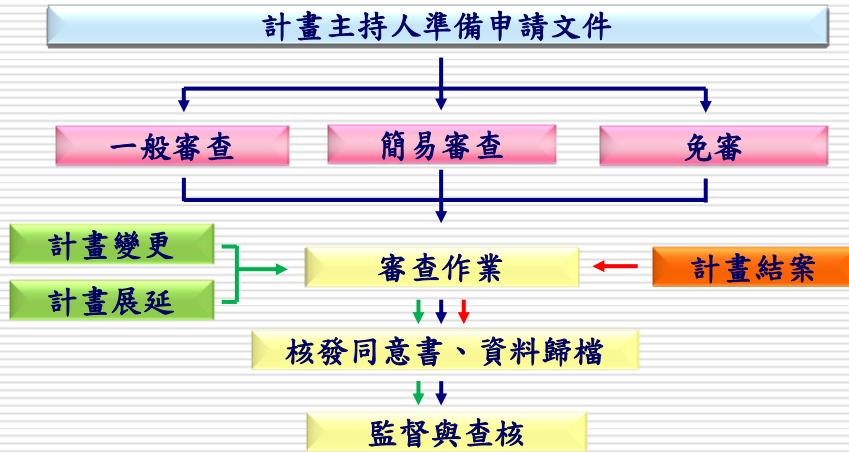 計畫主持人準備申請文件
一般審查
簡易審查
免審
計畫變更
審查作業
計畫結案
計畫展延
核發同意書、資料歸檔
監督與查核